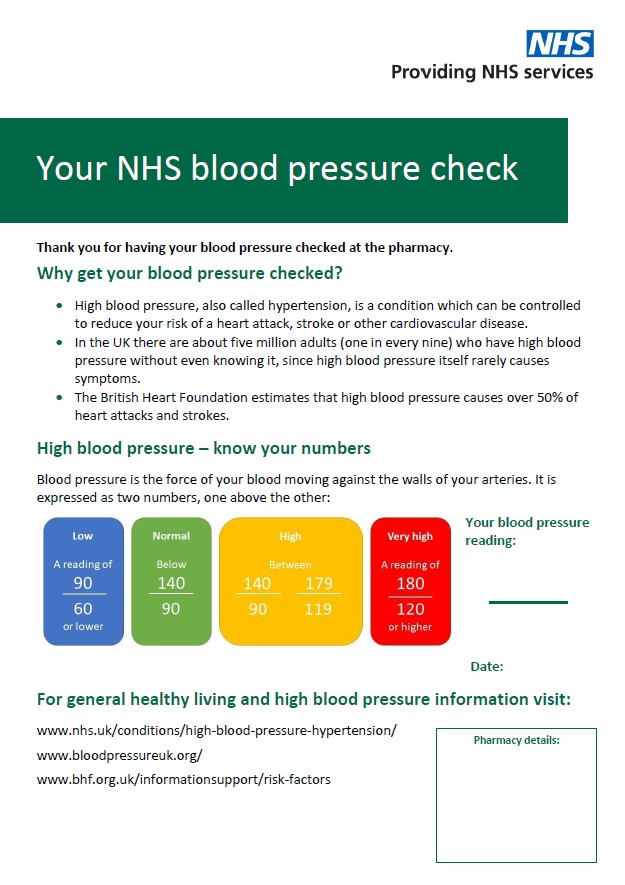 NHS
Providing NHS services
Your NHS blood pressure check
Thank you for having your blood pressure checked at the pharmacy.
Why get your blood pressure checked?
• High blood pressure, also called hypertension, is a condition which can be controlled
to reduce your risk of a heart attack, stroke or other cardiovascular disease.
• In the UK there are about five million adults (one in every nine) who have high blood
pressure without even knowing it, since high blood pressure itself rarely causes
symptoms.
• The British Heart Foundation estimates that high blood pressure causes over 50% of
heart attacks and strokes.
High blood pressure – know your numbers
Blood pressure is the force of your blood moving against the walls of your arteries. It is
expressed as two numbers, one above the other:
Low
A reading of
90
60
or lower
Normal
Below
140
90
High
Between
140 179
90 119
Very high
A reading of
180
120
or higher
Your blood pressure
reading:
Date:
For general healthy living and high blood pressure information visit:
www.nhs.uk/conditions/high-blood-pressure-hypertension/
www.bloodpressureuk.org/
www.bhf.org.uk/informationsupport/risk-factors
Pharmacy details: